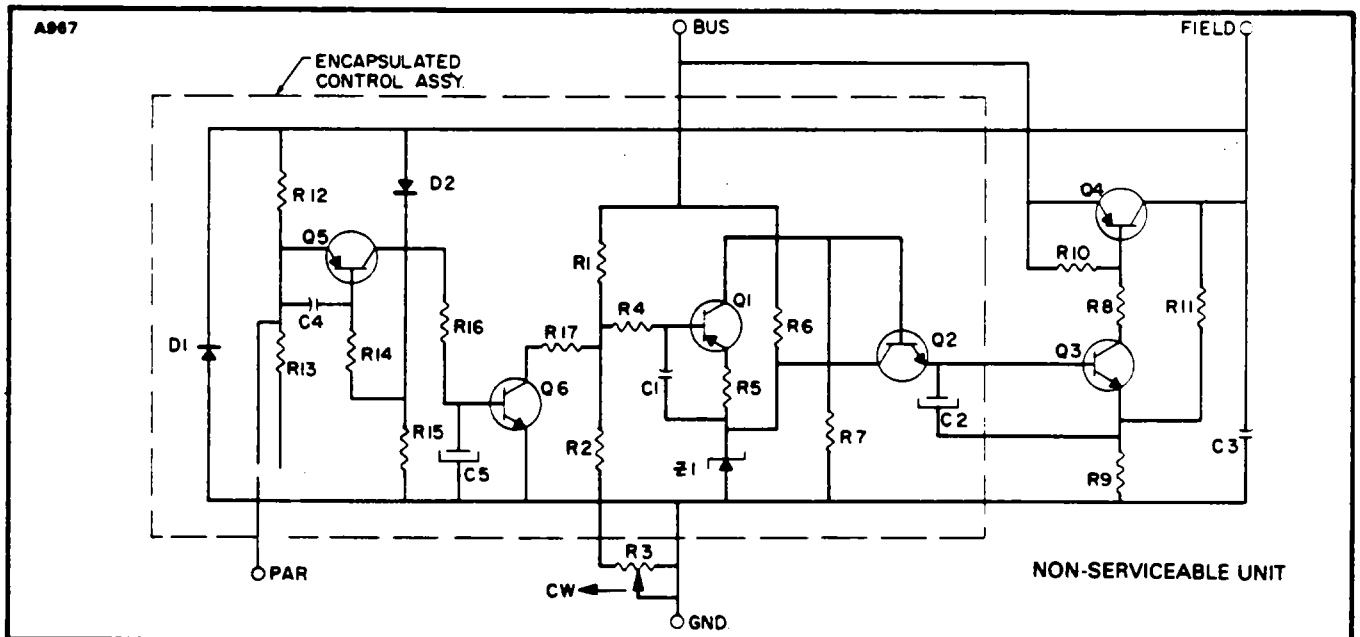 A967
BUS
FIELD
ENCAPSULATED
CONTROL ASSY.
R12
D2
Q5
Q4
R1
R10
R4
Q1
C4
R16
R6
R8
R11
R17
Q2
D1
R13
R14
Q3
Q6
C1
R5
R15
R2
R7
C2
C5
Z1
C3
R9
R3
PAR
NON-SERVICEABLE UNIT
CW
GND